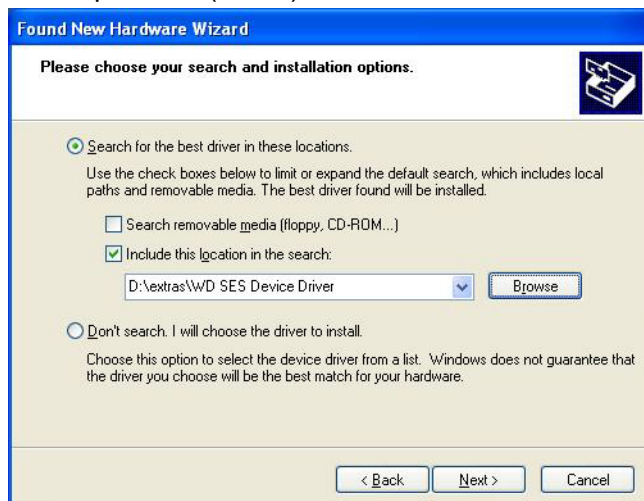 Found New Hardware Wizard
Please choose your search and installation options.
Search for the best driver in these locations.
Use the check boxes below to limit or expand the default search, which includes local
paths and removable media. The best driver found will be installed.
Search removable media (floppy, CD-ROM...)
Include this location in the search:
D:\extras\WD SES Device Driver
Browse
Don't search. I will choose the driver to install.
Choose this option to select the device driver from a list. Windows does not guarantee that
the driver you choose will be the best match for your hardware.
< Back Next > Cancel